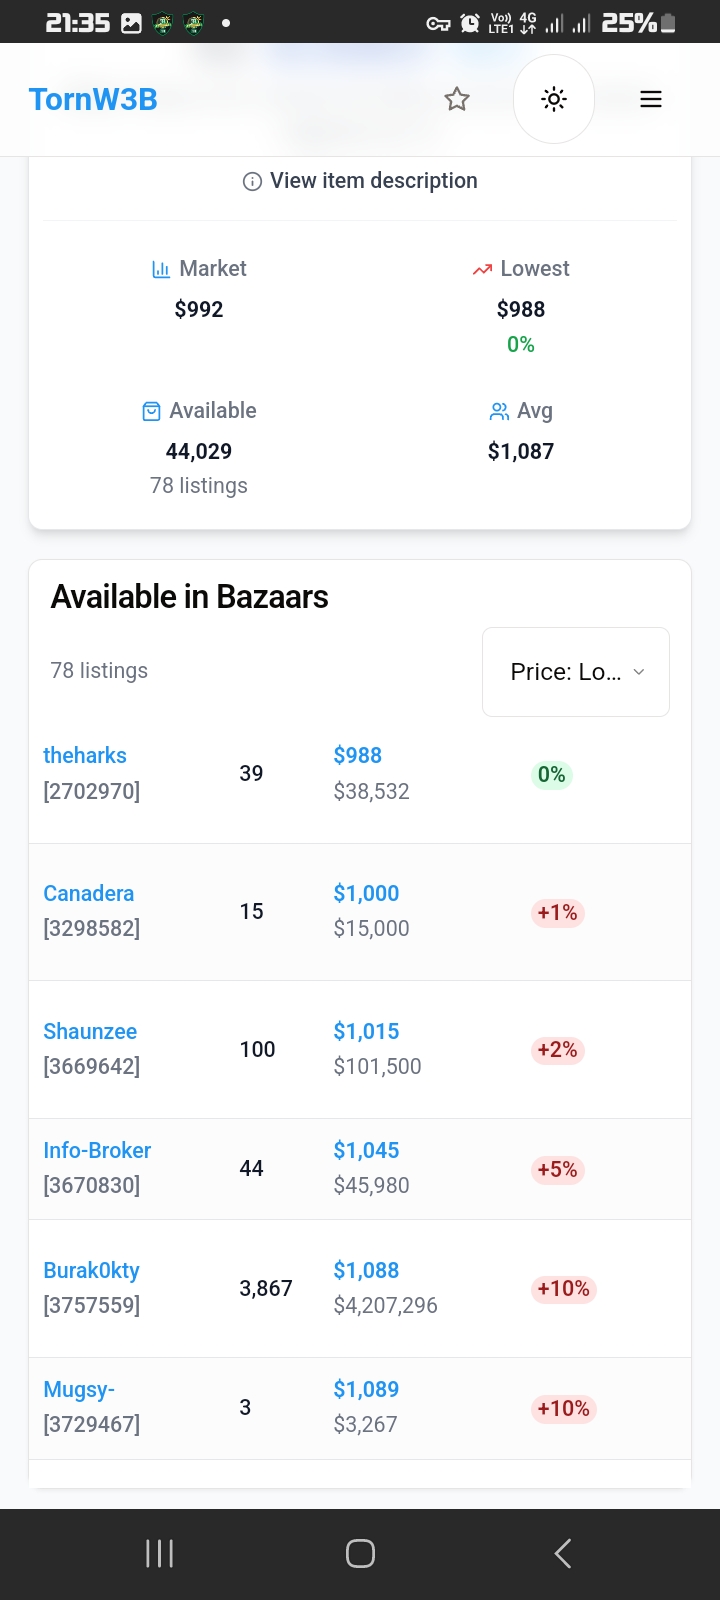 21:35
Vo)) 4G
LTE1
25%
TornW3B
View item description
Market
$992
Lowest
$988
0%
Available
44,029
78 listings
Avg
$1,087
Available in Bazaars
78 listings
Price: Lo...
theharks
[2702970]
39
$988
$38,532
0%
Canadera
[3298582]
15
$1,000
$15,000
+1%
Shaunzee
[3669642]
100
$1,015
$101,500
+2%
Info-Broker
[3670830]
44
$1,045
$45,980
+5%
Burak0kty
[3757559]
3,867
$1,088
$4,207,296
+10%
Mugsy-
[3729467]
3
$1,089
$3,267
+10%